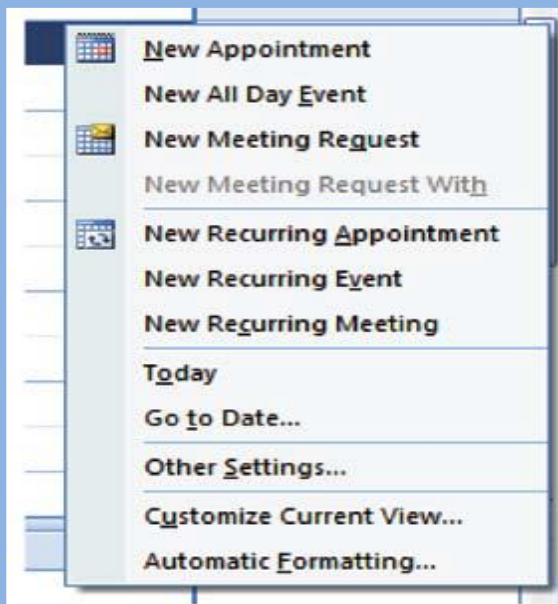 New Appointment
New All Day Event
New Meeting Request
New Meeting Request With
New Recurring Appointment
New Recurring Event
New Recurring Meeting
Today
Go to Date...
Other Settings...
Customize Current View...
Automatic Formatting...